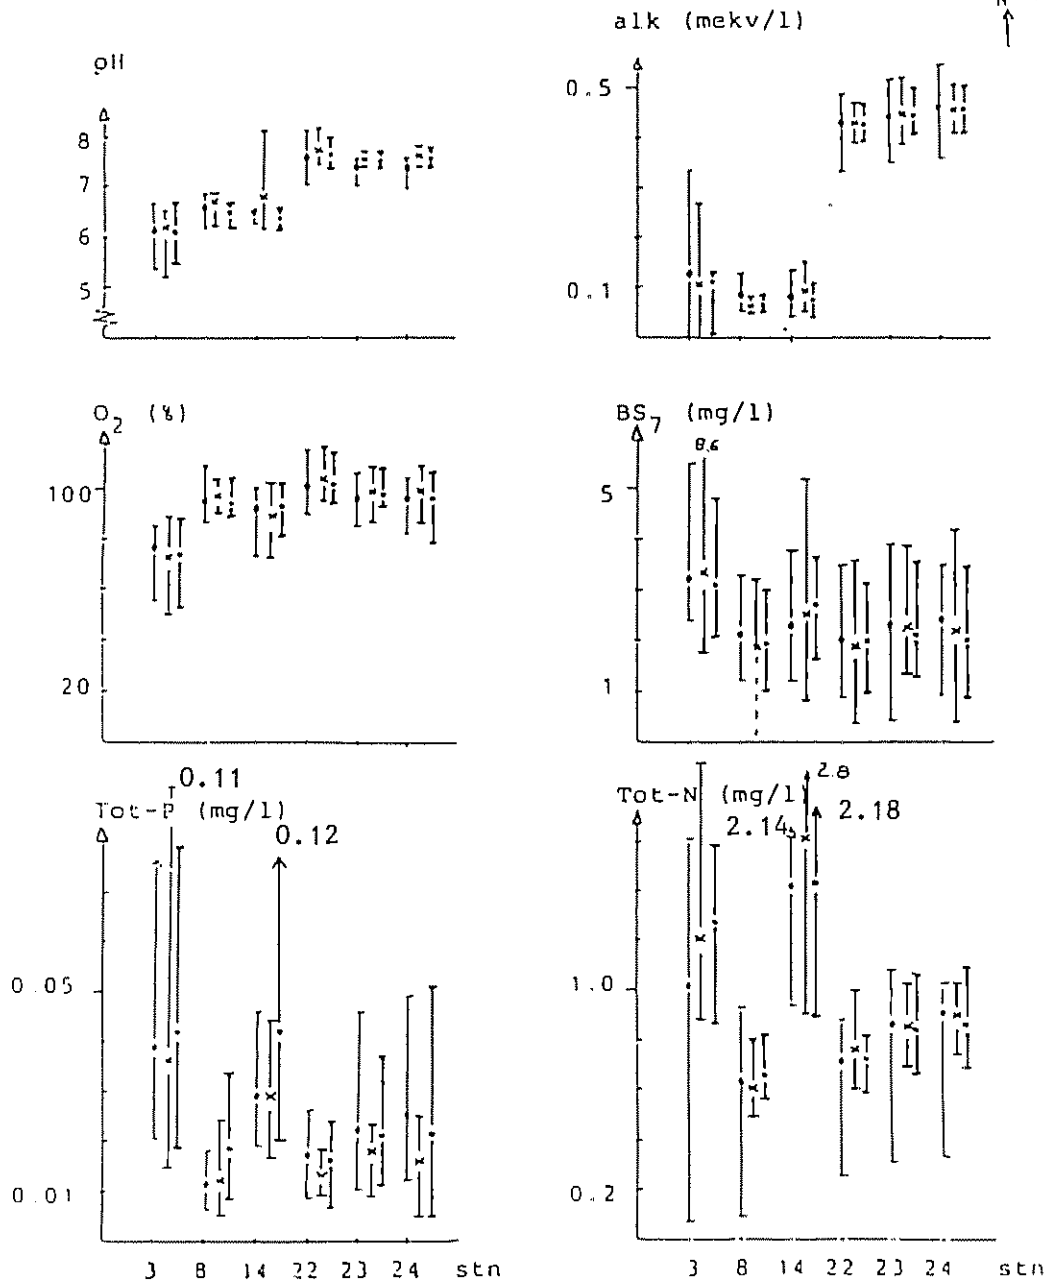 N
alk (mekv/l)
pH
0.5
8
7
6
5
0.1
O2 (%)
BS7 (mg/l)
8.6
100
5
20
1
0.11
Tot-P (mg/l)
0.12
Tot-N (mg/l)
2.8
2.14
2.18
0.05
1.0
0.01
0.2
3 8 14 22 23 24 stn
3 8 14 22 23 24 stn